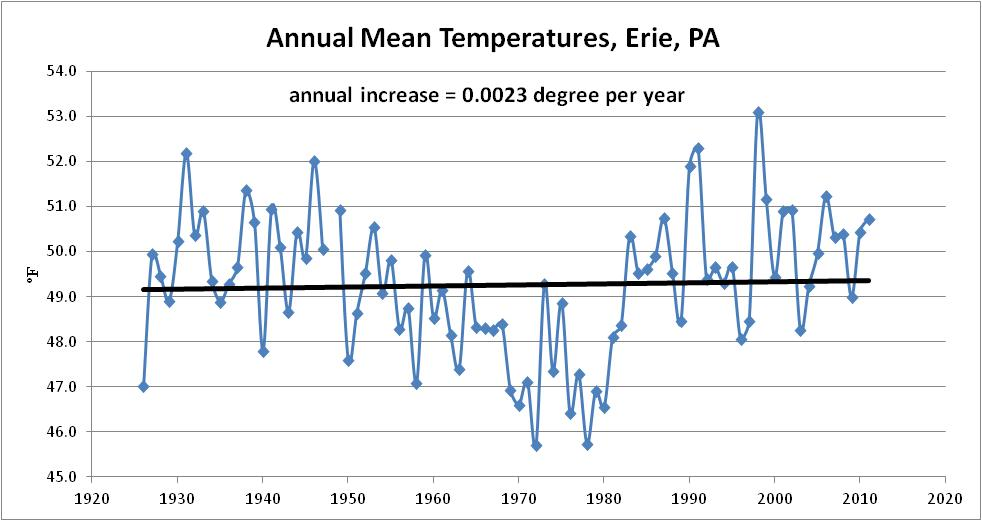 Annual Mean Temperatures, Erie, PA
annual increase = 0.0023 degree per year
54.0
53.0
52.0
51.0
50.0
49.0
48.0
47.0
46.0
45.0
ºF
1920 1930 1940 1950 1960 1970 1980 1990 2000 2010 2020